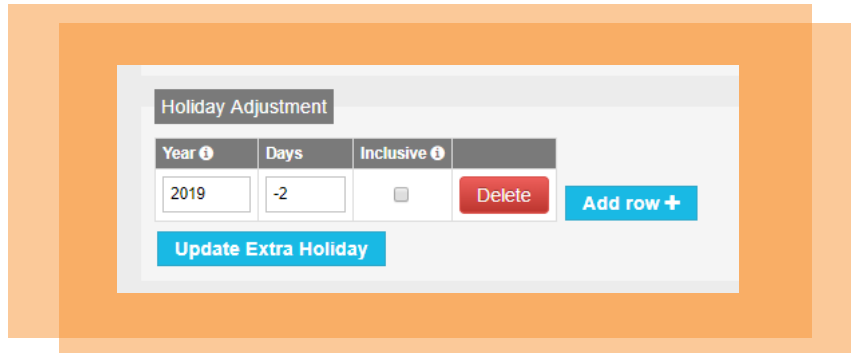 Holiday Adjustment
Year Days Inclusive
2019 -2 Delete Add row +
Update Extra Holiday